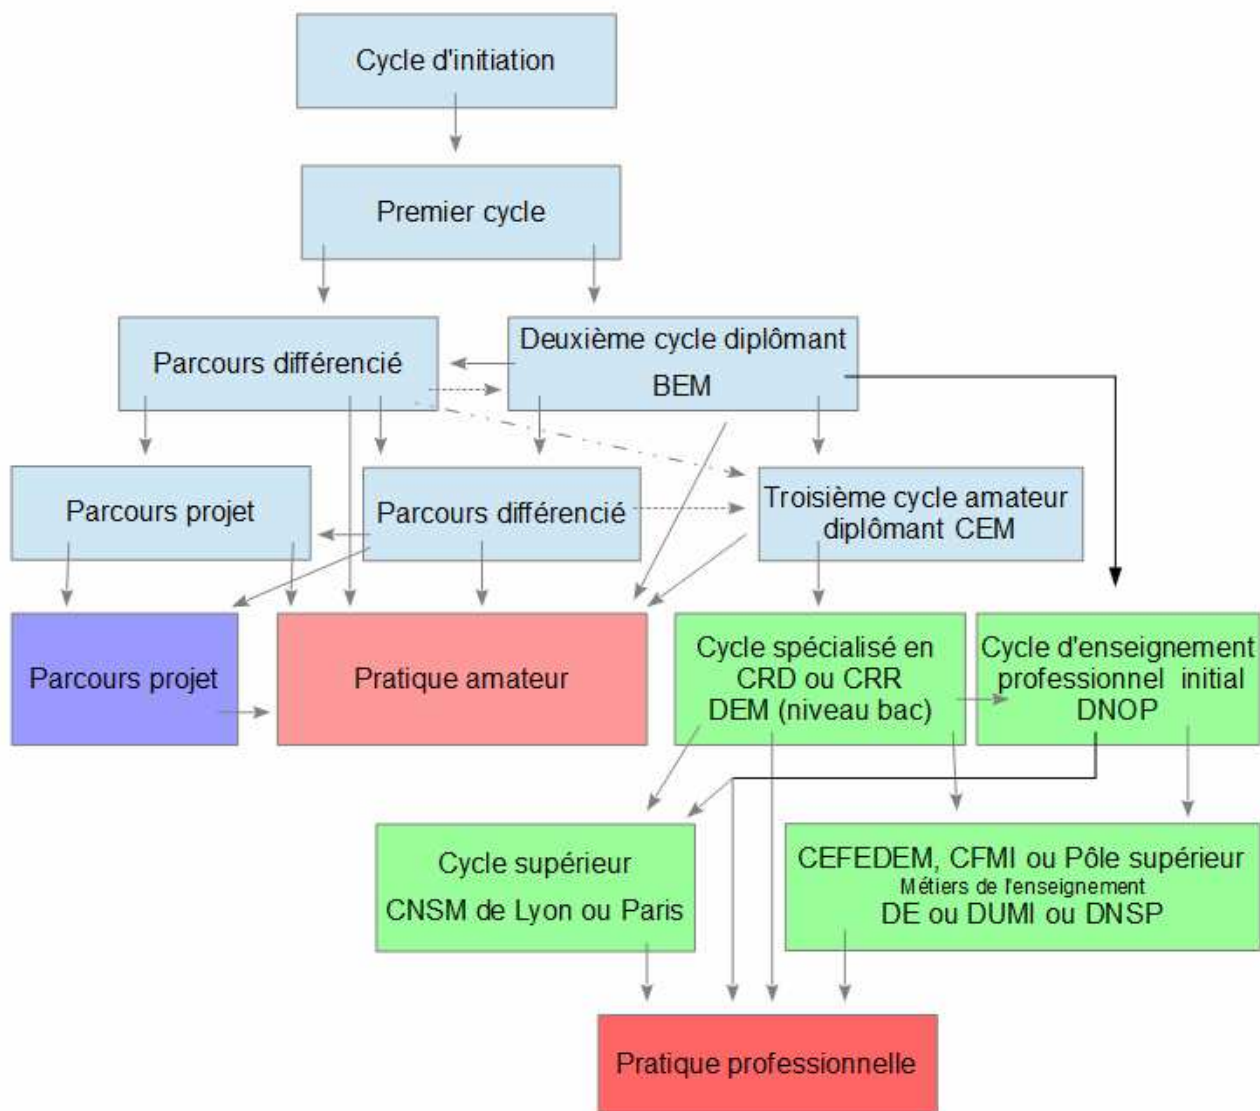 Cycle d'initiation
Premier cycle
Parcours différencié
Deuxième cycle diplômant
BEM
Parcours projet
Parcours différencié
Troisième cycle amateur
diplômant CEM
Parcours projet
Pratique amateur
Cycle spécialisé en
CRD ou CRR
DEM (niveau bac)
Cycle d'enseignement
professionnel initial
DNOP
Cycle supérieur
CNSM de Lyon ou Paris
CEFEDEM, CFMI ou Pôle supérieur
Métiers de l'enseignement
DE ou DUMI ou DNSP
Pratique professionnelle